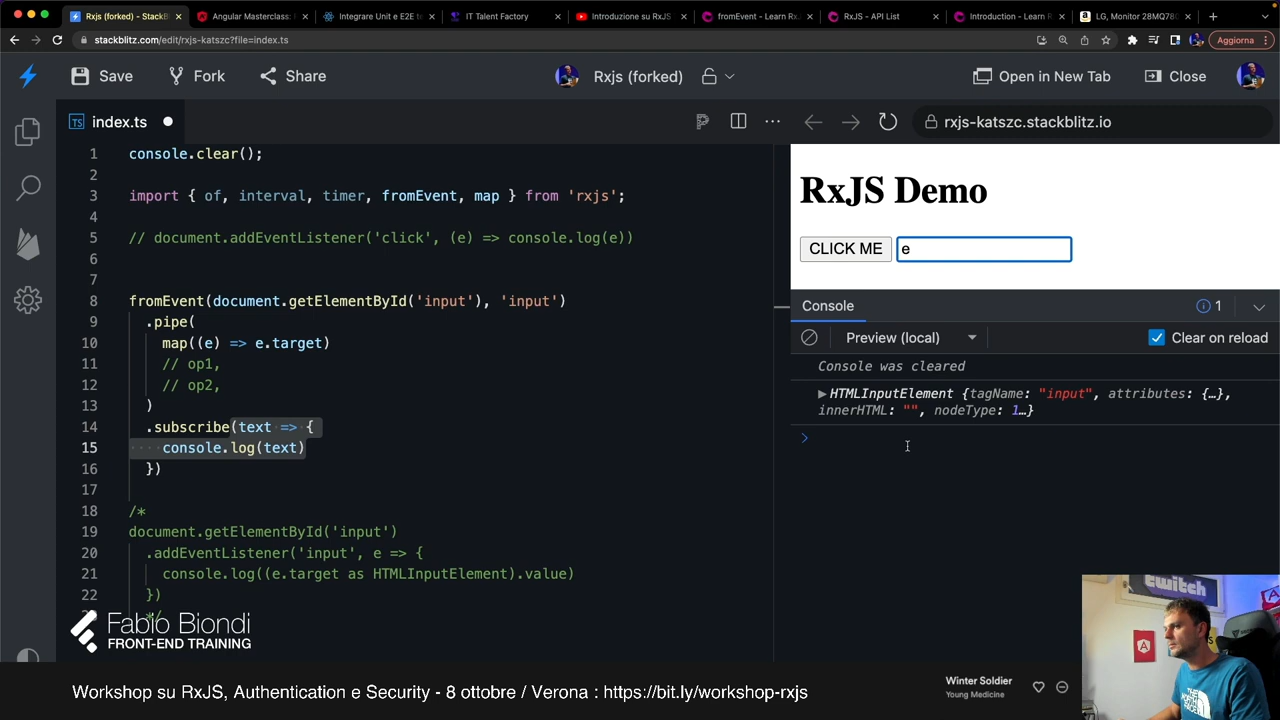 Rxjs (forked) - StackB
Angular Masterclass:
Integrare Unit e E2E te
IT Talent Factory
Introduzione su RxJS
fromEvent - Learn RxJ
RxJS - API List
Introduction - Learn R
LG, Monitor 28MQ780
stackblitz.com/edit/rxjs-katszc?file=index.ts
Aggiorna
Save
Fork
Share
Rxjs (forked)
Open in New Tab
Close
TS index.ts
rxjs-katszc.stackblitz.io
1 console.clear();
2
3 import { of, interval, timer, fromEvent, map } from 'rxjs';
4
5 // document.addEventListener('click', (e) => console.log(e))
6
7
8 fromEvent(document.getElementById('input'), 'input')
9 .pipe(
10 map((e) => e.target)
11 // op1,
12 // op2,
13 )
14 .subscribe(text => {
15 console.log(text)
16 })
17
18 /*
19 document.getElementById('input')
20 .addEventListener('input', e => {
21 console.log((e.target as HTMLInputElement).value)
22 })
*/
RxJS Demo
CLICK ME
e
Console
1
Preview (local)
Clear on reload
Console was cleared
▶HTMLInputElement {tagName: "input", attributes: {…},
innerHTML: "", nodeType: 1…}
>
twitch
Fabio Biondi
FRONT-END TRAINING
Workshop su RxJS, Authentication e Security - 8 ottobre / Verona : https://bit.ly/workshop-rxjs
Winter Soldier
Young Medicine